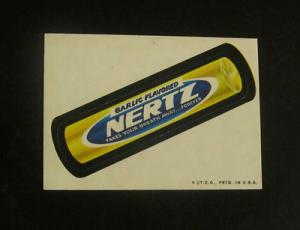 GARLIC FLAVORED
NERTZ
TAKES YOUR BREATH AWAY...FOREVER
© T.C.G. PRTD. IN U.S.A.